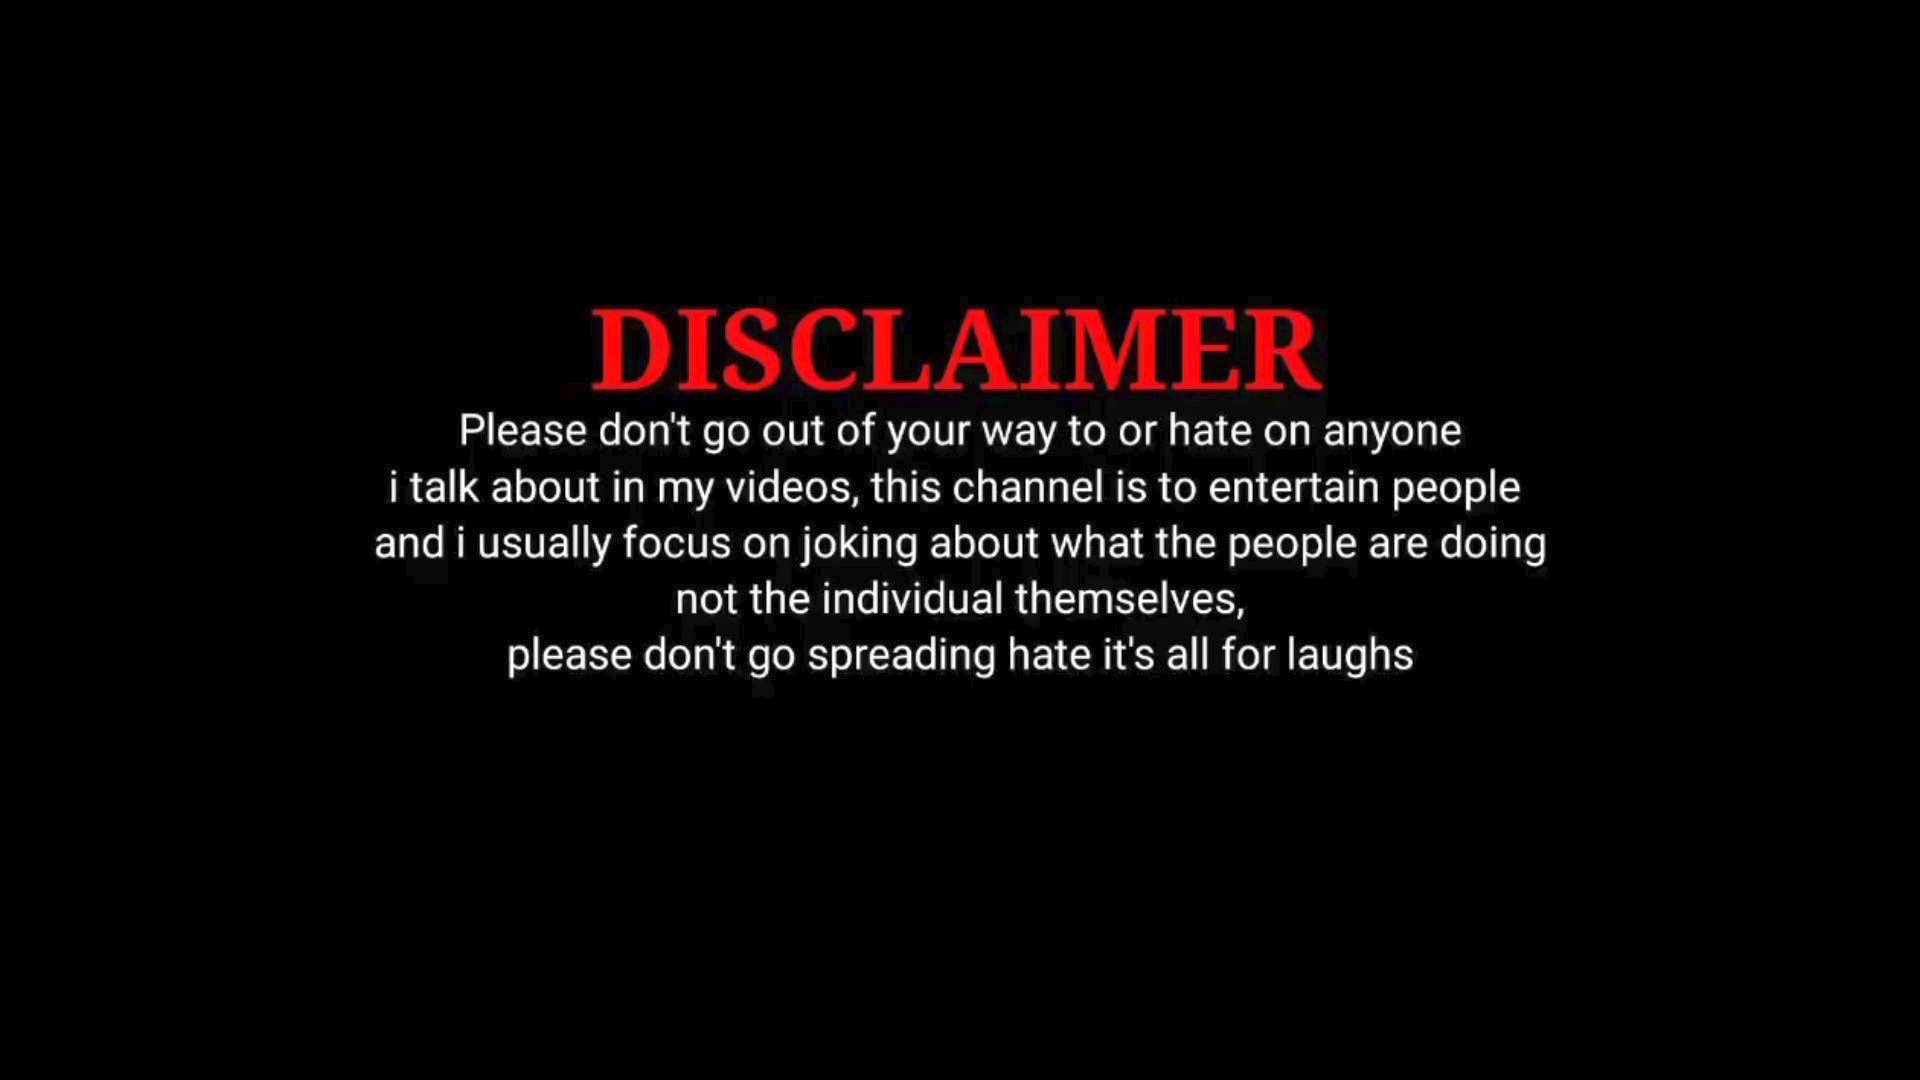 DISCLAIMER
Please don't go out of your way to or hate on anyone
i talk about in my videos, this channel is to entertain people
and i usually focus on joking about what the people are doing
not the individual themselves,
please don't go spreading hate it's all for laughs